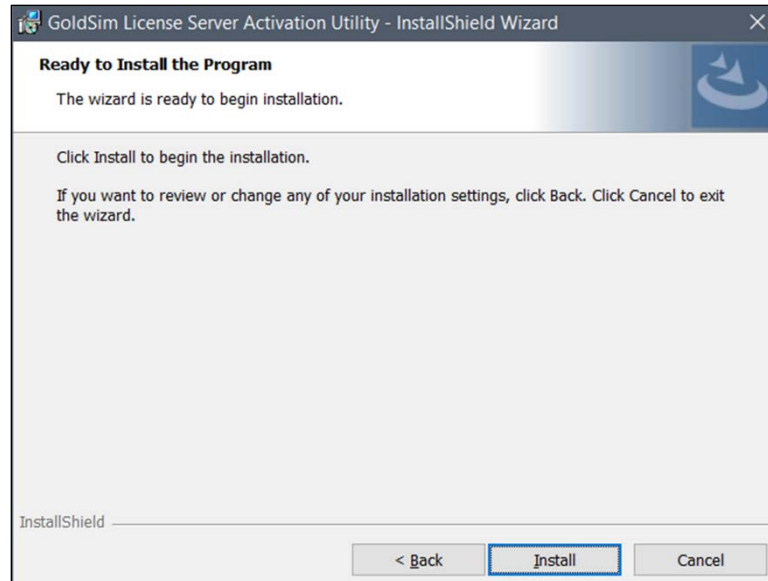 GoldSim License Server Activation Utility - InstallShield Wizard
Ready to Install the Program
The wizard is ready to begin installation.
Click Install to begin the installation.
If you want to review or change any of your installation settings, click Back. Click Cancel to exit
the wizard.
InstallShield
< Back Install Cancel